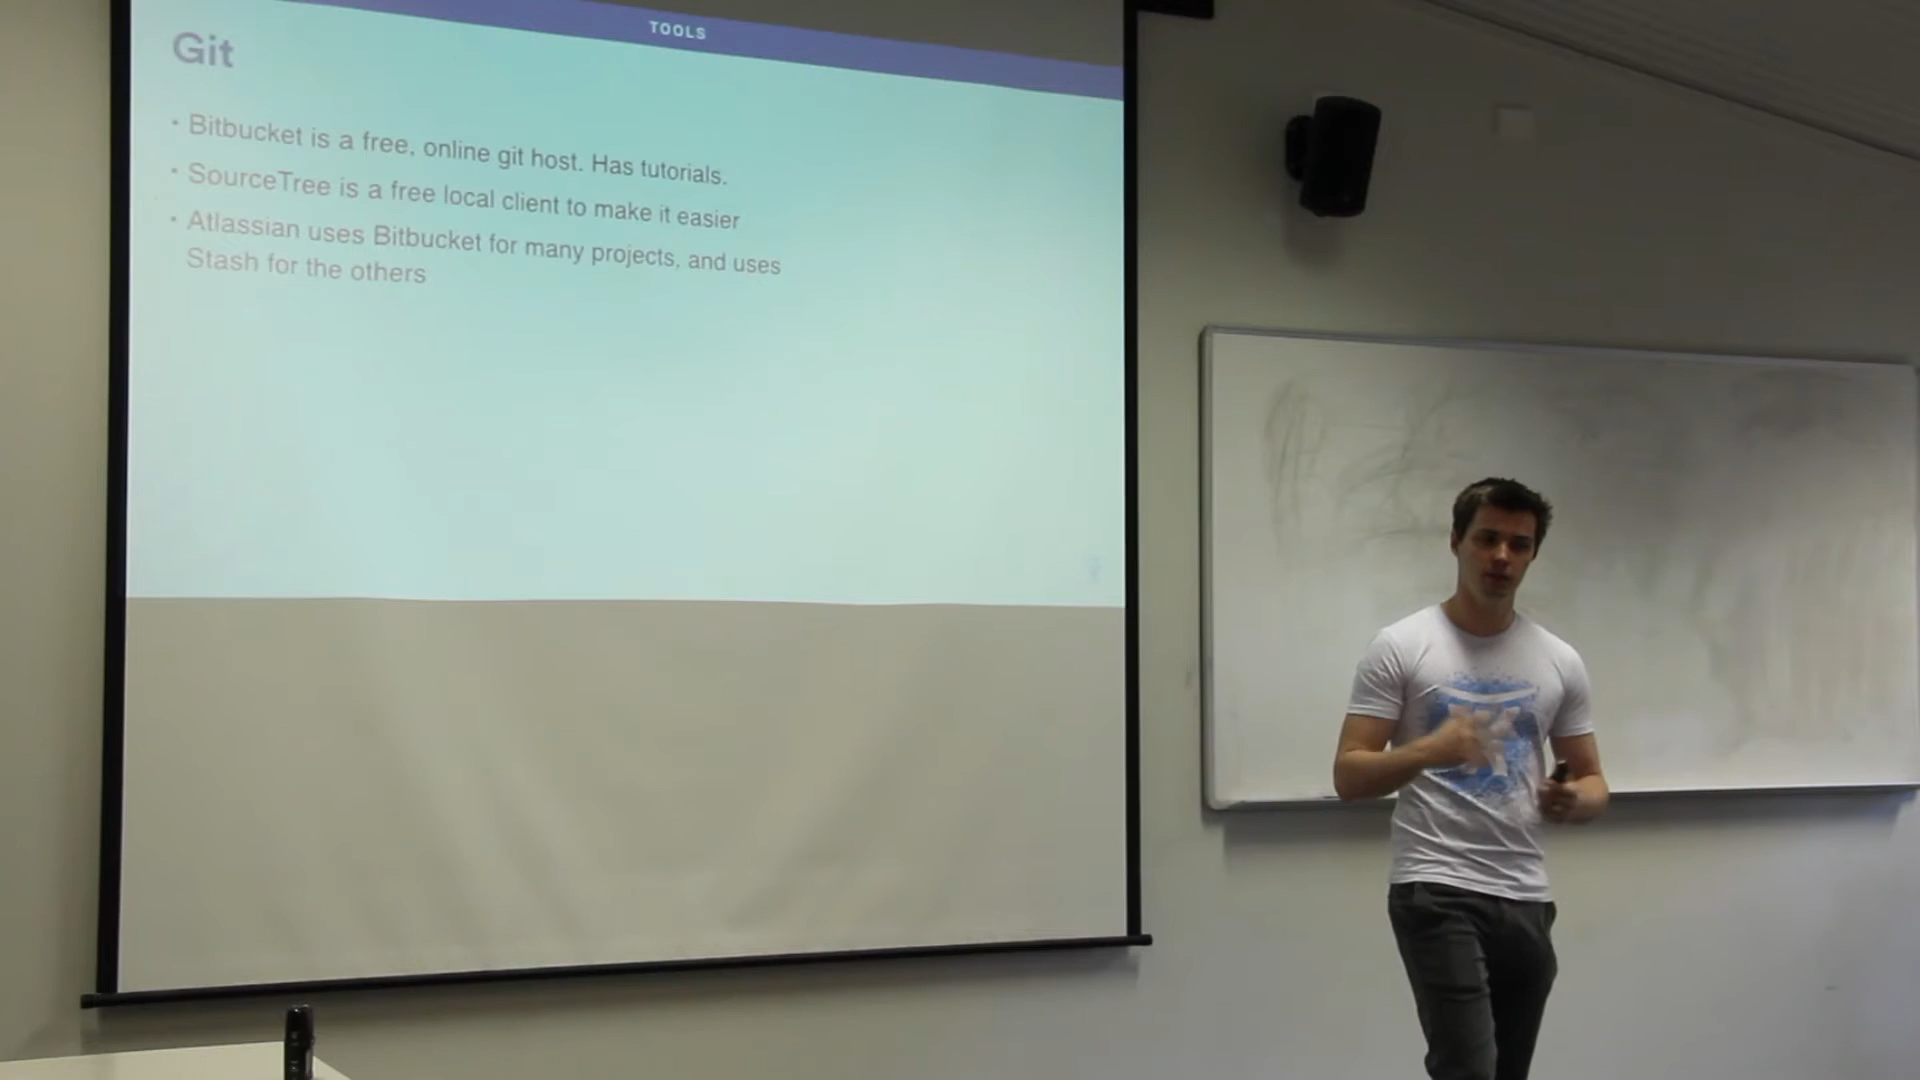 TOOLS
Git
• Bitbucket is a free, online git host. Has tutorials.
• SourceTree is a free local client to make it easier
• Atlassian uses Bitbucket for many projects, and uses
Stash for the others